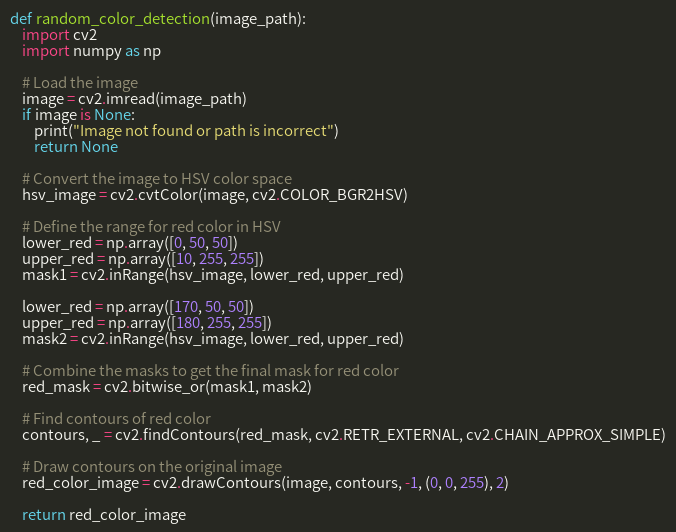 def random_color_detection(image_path):
    import cv2
    import numpy as np

    # Load the image
    image = cv2.imread(image_path)
    if image is None:
        print("Image not found or path is incorrect")
        return None

    # Convert the image to HSV color space
    hsv_image = cv2.cvtColor(image, cv2.COLOR_BGR2HSV)

    # Define the range for red color in HSV
    lower_red = np.array([0, 50, 50])
    upper_red = np.array([10, 255, 255])
    mask1 = cv2.inRange(hsv_image, lower_red, upper_red)

    lower_red = np.array([170, 50, 50])
    upper_red = np.array([180, 255, 255])
    mask2 = cv2.inRange(hsv_image, lower_red, upper_red)

    # Combine the masks to get the final mask for red color
    red_mask = cv2.bitwise_or(mask1, mask2)

    # Find contours of red color
    contours, _ = cv2.findContours(red_mask, cv2.RETR_EXTERNAL, cv2.CHAIN_APPROX_SIMPLE)

    # Draw contours on the original image
    red_color_image = cv2.drawContours(image, contours, -1, (0, 0, 255), 2)

    return red_color_image